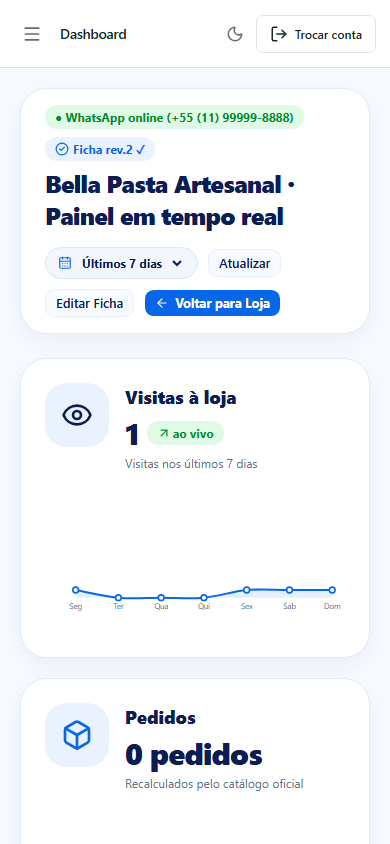 Dashboard
Trocar conta
● WhatsApp online (+55 (11) 99999-8888)
Ficha rev.2 ✓
Bella Pasta Artesanal •
Painel em tempo real
Últimos 7 dias
Atualizar
Editar Ficha
Voltar para Loja
Visitas à loja
1
ao vivo
Visitas nos últimos 7 dias
Seg Ter Qua Qui Sex Sáb Dom
Pedidos
0 pedidos
Recalculados pelo catálogo oficial